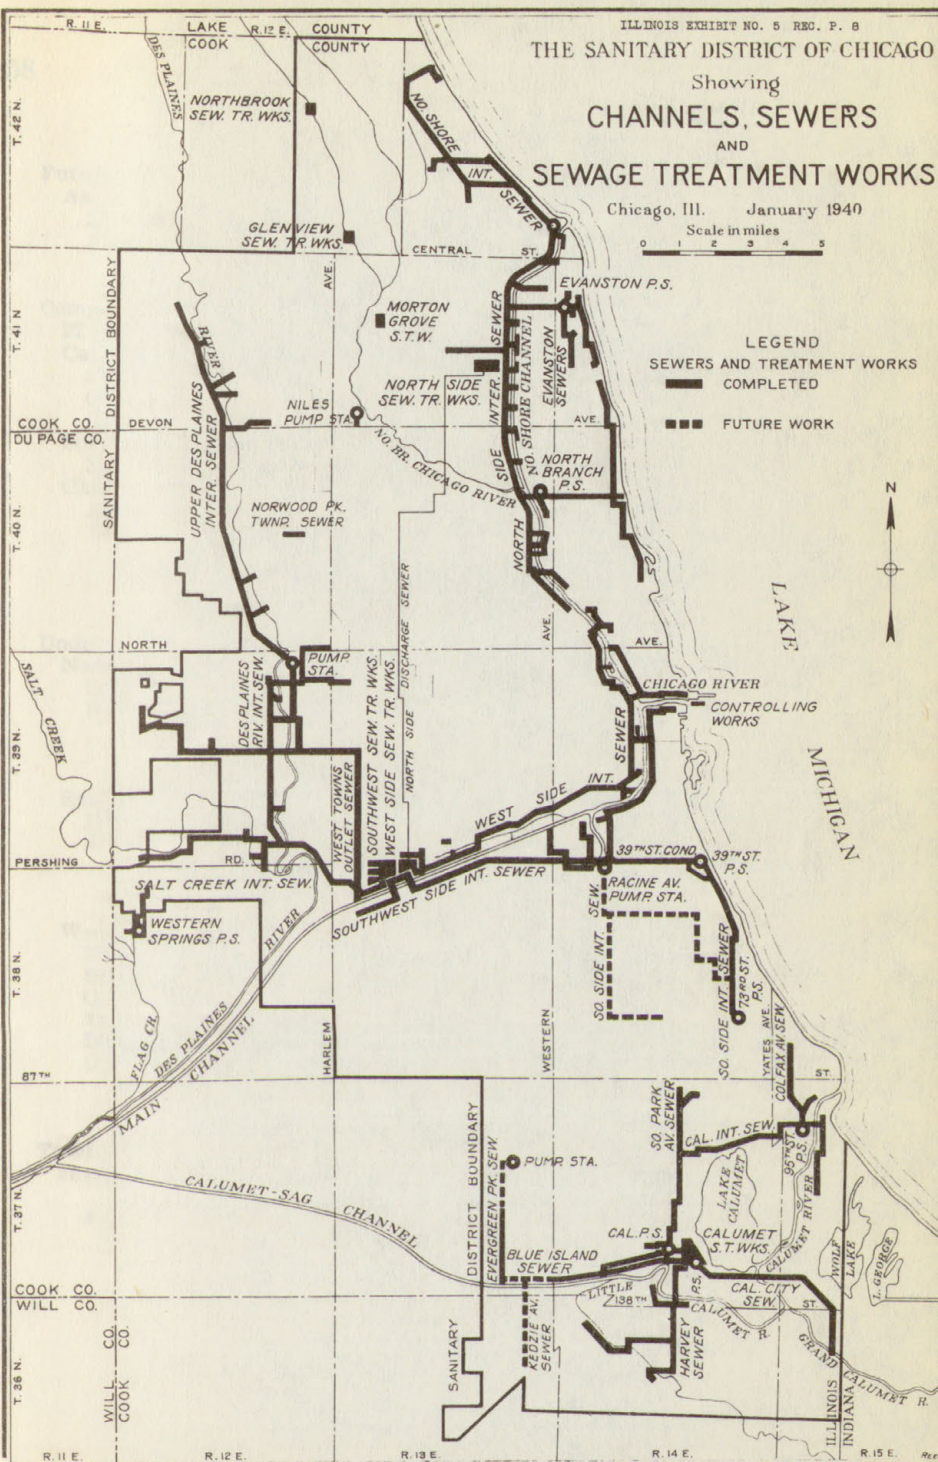 ILLINOIS EXHIBIT NO. 5 REC. P. 8
THE SANITARY DISTRICT OF CHICAGO
Showing
CHANNELS, SEWERS
AND
SEWAGE TREATMENT WORKS
Chicago, Ill. January 1940
Scale in miles
0 1 2 3 4 5
LEGEND
SEWERS AND TREATMENT WORKS
COMPLETED
FUTURE WORK
N
R. 11 E.
LAKE
COOK
R. 12 E.
COUNTY
COUNTY
DES PLAINES
T. 42 N.
NORTHBROOK
SEW. TR. WKS.
NO. SHORE
INT.
SEWER
GLENVIEW
SEW. TR. WKS.
CENTRAL
ST.
AVE.
EVANSTON P.S.
SANITARY DISTRICT BOUNDARY
T. 41 N
RIVER
MORTON
GROVE
S.T.W.
NORTH SIDE INTER. SEWER
NO. SHORE CHANNEL
EVANSTON
SEWERS
NORTH SIDE
SEW. TR. WKS.
NILES
PUMP STA.
COOK CO.
DU PAGE CO.
DEVON
AVE.
UPPER DES PLAINES
INTER. SEWER
NO. BR. CHICAGO RIVER
NORTH
BRANCH
P.S.
NORWOOD PK.
TWNP. SEWER
T. 40 N.
NORTH SIDE DISCHARGE SEWER
LAKE
MICHIGAN
NORTH
AVE.
AVE.
PUMP
STA.
SALT CREEK
DES PLAINES
RIV. INT. SEW.
CHICAGO RIVER
CONTROLLING
WORKS
SEWER
T. 39 N.
WEST TOWNS
OUTLET SEWER
SOUTHWEST SEW. TR. WKS.
WEST SIDE SEW. TR. WKS.
WEST SIDE INT.
PERSHING
RD.
39TH ST. COND.
39TH ST.
P.S.
SALT CREEK INT. SEW.
SOUTHWEST SIDE INT. SEWER
RACINE AV.
PUMP STA.
WESTERN
SPRINGS P.S.
RIVER
T. 38 N.
SO. SIDE INT. SEW.
SO. SIDE INT. SEWER
73RD ST.
P.S.
FLAG CR.
DES PLAINES
MAIN CHANNEL
HARLEM
WESTERN
YATES AVE.
COLFAX AV. SEW.
87TH
ST.
DISTRICT BOUNDARY
SO. PARK
AV. SEWER
CAL. INT. SEW.
95TH ST.
P.S.
PUMP STA.
EVERGREEN PK. SEW.
CALUMET-SAG
CHANNEL
T. 37 N.
LAKE
CALUMET
CALUMET RIVER
CAL. P.S.
CALUMET
S.T. WKS.
WOLF
LAKE
L. GEORGE
BLUE ISLAND
SEWER
COOK CO.
WILL CO.
P.S.
CAL. CITY
SEW.
LITTLE
138TH
ST.
CALUMET R.
KEDZIE AV.
SEWER
HARVEY
SEWER
GRAND CALUMET R.
WILL CO.
COOK CO.
SANITARY
T. 36 N.
ILLINOIS
INDIANA
R. 11 E.
R. 12 E.
R. 13 E.
R. 14 E.
R. 15 E.